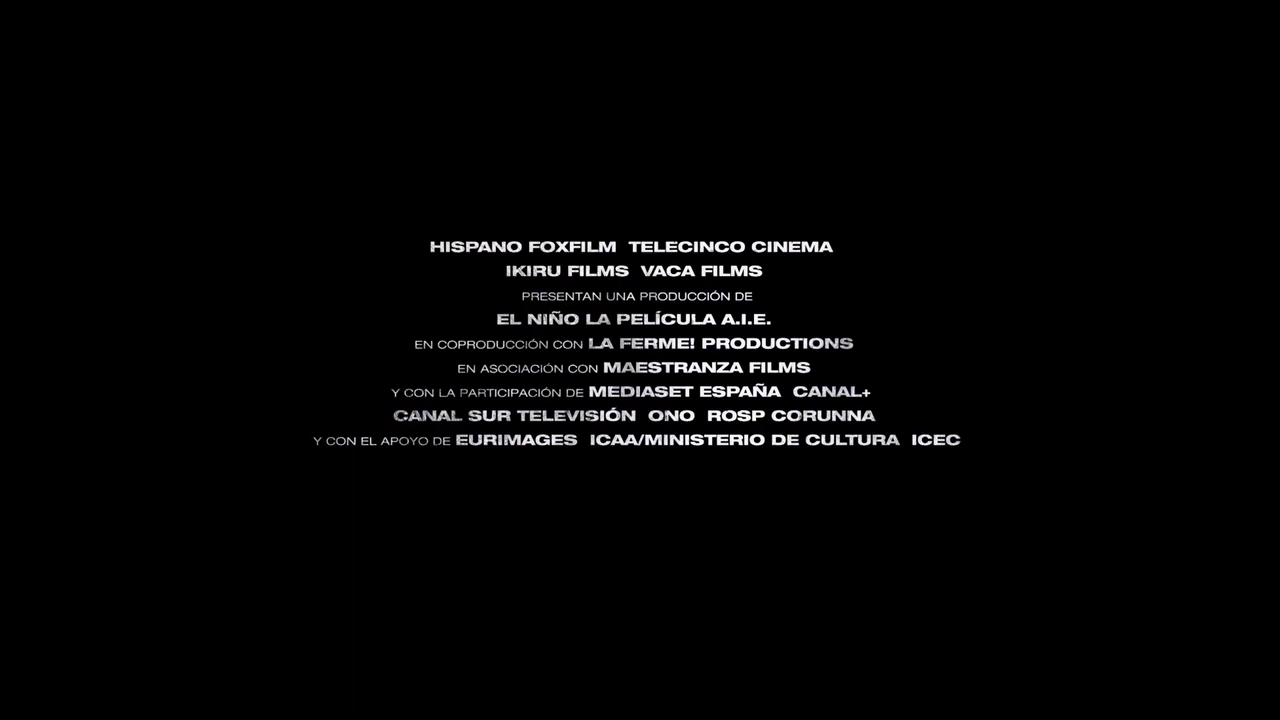 HISPANO FOXFILM TELECINCO CINEMA
IKIRU FILMS VACA FILMS
PRESENTAN UNA PRODUCCIÓN DE
EL NIÑO LA PELÍCULA A.I.E.
EN COPRODUCCIÓN CON LA FERME! PRODUCTIONS
EN ASOCIACIÓN CON MAESTRANZA FILMS
Y CON LA PARTICIPACIÓN DE MEDIASET ESPAÑA CANAL+
CANAL SUR TELEVISIÓN ONO ROSP CORUNNA
Y CON EL APOYO DE EURIMAGES ICAA/MINISTERIO DE CULTURA ICEC